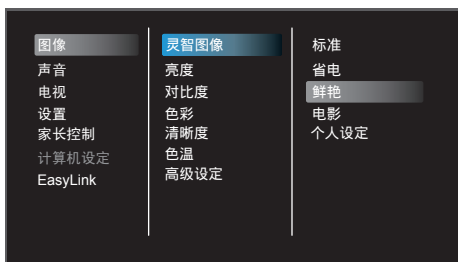 图像
声音
电视
设置
家长控制
计算机设定
EasyLink
灵智图像
亮度
对比度
色彩
清晰度
色温
高级设定
标准
省电
鲜艳
电影
个人设定